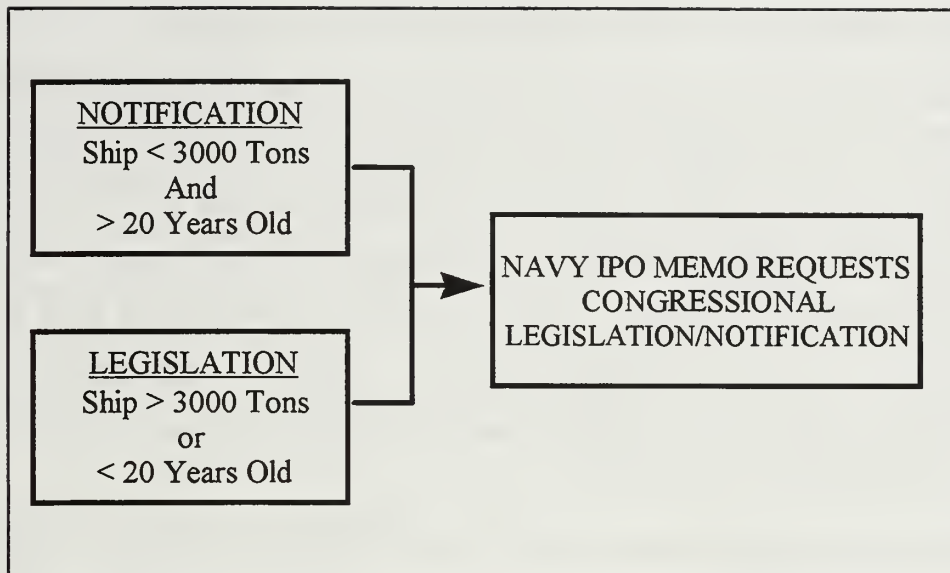 NOTIFICATION
Ship < 3000 Tons
And
> 20 Years Old
LEGISLATION
Ship > 3000 Tons
or
< 20 Years Old
NAVY IPO MEMO REQUESTS
CONGRESSIONAL
LEGISLATION/NOTIFICATION